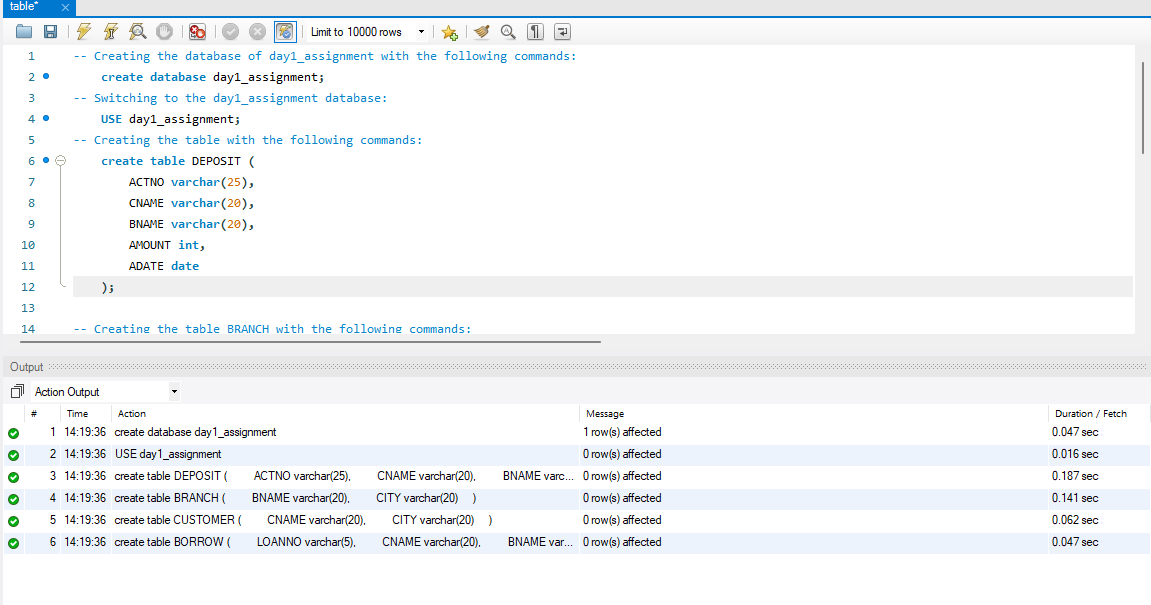 table*
Limit to 10000 rows
1 -- Creating the database of day1_assignment with the following commands:
2 create database day1_assignment;
3 -- Switching to the day1_assignment database:
4 USE day1_assignment;
5 -- Creating the table with the following commands:
6 create table DEPOSIT (
7 ACTNO varchar(25),
8 CNAME varchar(20),
9 BNAME varchar(20),
10 AMOUNT int,
11 ADATE date
12 );
13
14 -- Creating the table BRANCH with the following commands:
Output
Action Output
# Time Action Message Duration / Fetch
1 14:19:36 create database day1_assignment 1 row(s) affected 0.047 sec
2 14:19:36 USE day1_assignment 0 row(s) affected 0.016 sec
3 14:19:36 create table DEPOSIT ( ACTNO varchar(25), CNAME varchar(20), BNAME varc... 0 row(s) affected 0.187 sec
4 14:19:36 create table BRANCH ( BNAME varchar(20), CITY varchar(20) ) 0 row(s) affected 0.141 sec
5 14:19:36 create table CUSTOMER ( CNAME varchar(20), CITY varchar(20) ) 0 row(s) affected 0.062 sec
6 14:19:36 create table BORROW ( LOANNO varchar(5), CNAME varchar(20), BNAME var... 0 row(s) affected 0.047 sec